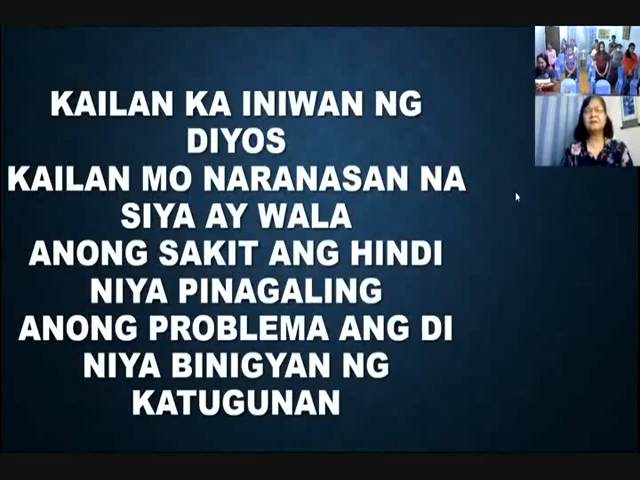 KAILAN KA INIWAN NG
DIYOS
KAILAN MO NARANASAN NA
SIYA AY WALA
ANONG SAKIT ANG HINDI
NIYA PINAGALING
ANONG PROBLEMA ANG DI
NIYA BINIGYAN NG
KATUGUNAN